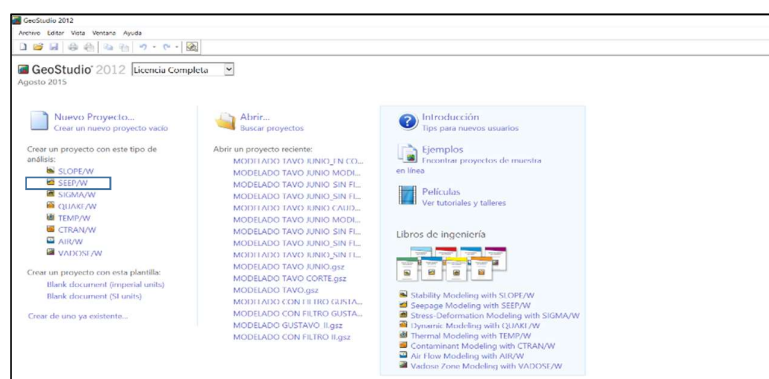 GeoStudio 2012
Archivo Editar Vista Ventana Ayuda
GeoStudio 2012 Licencia Completa
Agosto 2015
Nuevo Proyecto...
Crear un nuevo proyecto vacío
Crear un proyecto con este tipo de
análisis:
SLOPE/W
SEEP/W
SIGMA/W
QUAKE/W
TEMP/W
CTRAN/W
AIR/W
VADOSE/W
Crear un proyecto con esta plantilla:
Blank document (imperial units)
Blank document (SI units)
Crear de uno ya existente...
Abrir...
Buscar proyectos
Abrir un proyecto reciente:
MODELADO TAVO JUNIO_EN CO...
MODELADO TAVO JUNIO MODI...
MODELADO TAVO JUNIO SIN FI...
MODELADO TAVO JUNIO SIN FI...
MODELADO TAVO JUNIO CAUD...
MODELADO TAVO JUNIO MODI...
MODELADO TAVO JUNIO_SIN FI...
MODELADO TAVO JUNIO_SIN FI...
MODELADO TAVO JUNIO_SIN FI...
MODELADO TAVO JUNIO.gsz
MODELADO TAVO CORTE.gsz
MODELADO TAVO.gsz
MODELADO CON FILTRO GUSTA...
MODELADO CON FILTRO GUSTA...
MODELADO GUSTAVO II.gsz
MODELADO CON FILTRO II.gsz
Introducción
Tips para nuevos usuarios
Ejemplos
Encontrar proyectos de muestra
en línea
Películas
Ver tutoriales y talleres
Libros de ingeniería
Stability Modeling with SLOPE/W
Seepage Modeling with SEEP/W
Stress-Deformation Modeling with SIGMA/W
Dynamic Modeling with QUAKE/W
Thermal Modeling with TEMP/W
Contaminant Modeling with CTRAN/W
Air Flow Modeling with AIR/W
Vadose Zone Modeling with VADOSE/W